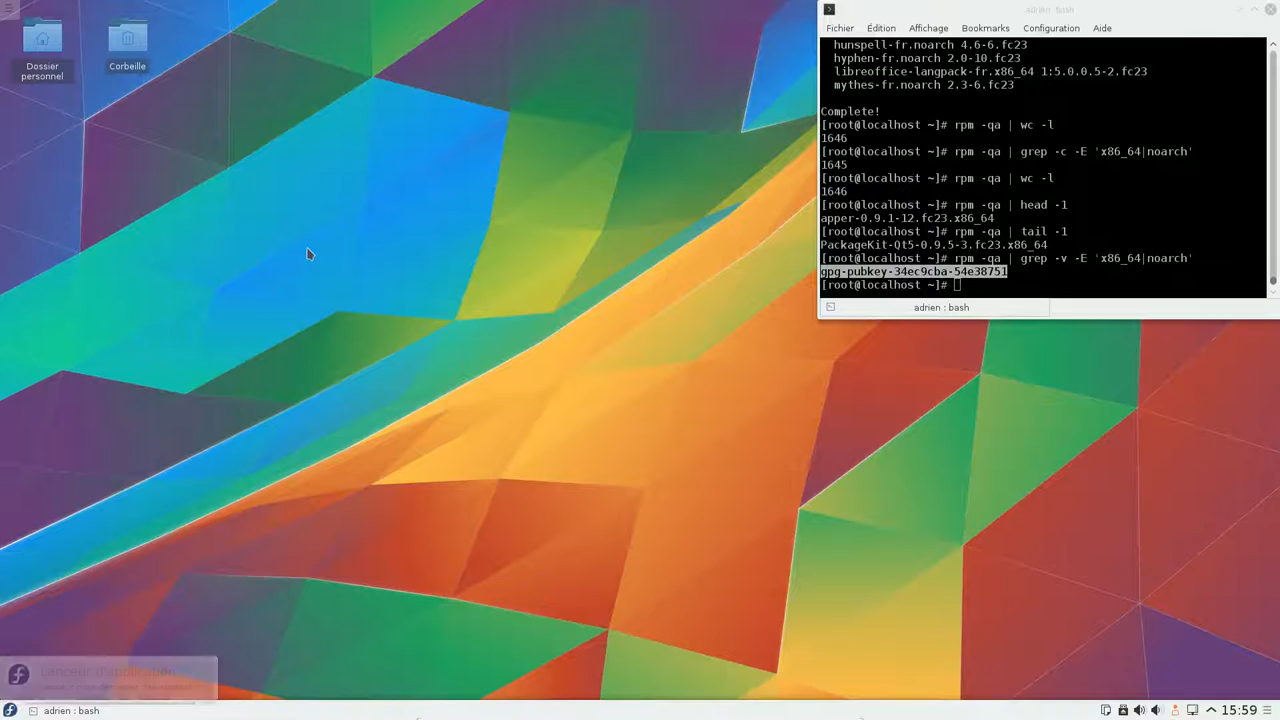 Dossier
personnel
Corbeille
adrien : bash
Fichier Édition Affichage Bookmarks Configuration Aide
hunspell-fr.noarch 4.6-6.fc23
hyphen-fr.noarch 2.0-10.fc23
libreoffice-langpack-fr.x86_64 1:5.0.0.5-2.fc23
mythes-fr.noarch 2.3-6.fc23
Complete!
[root@localhost ~]# rpm -qa | wc -l
1646
[root@localhost ~]# rpm -qa | grep -c -E 'x86_64|noarch'
1645
[root@localhost ~]# rpm -qa | wc -l
1646
[root@localhost ~]# rpm -qa | head -1
apper-0.9.1-12.fc23.x86_64
[root@localhost ~]# rpm -qa | tail -1
PackageKit-Qt5-0.9.5-3.fc23.x86_64
[root@localhost ~]# rpm -qa | grep -v -E 'x86_64|noarch'
gpg-pubkey-34ec9cba-54e38751
[root@localhost ~]#
adrien : bash
Lanceur d'application
adrien : bash
15:59